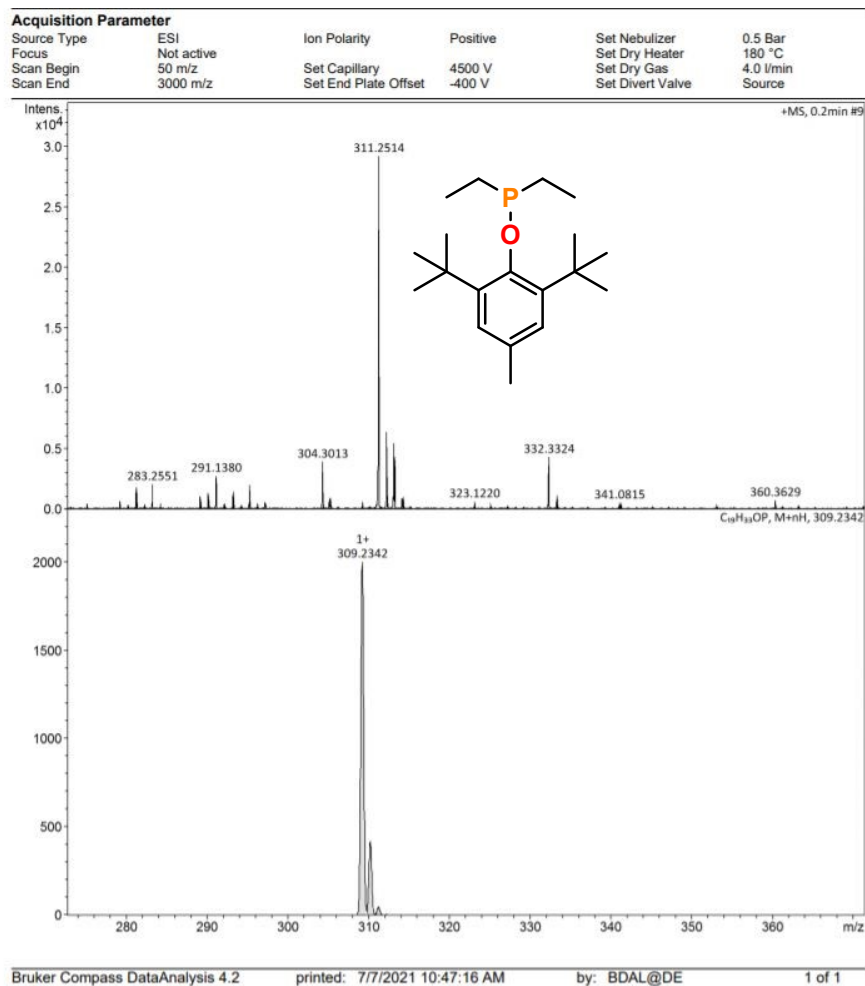 Acquisition Parameter
Source Type ESI Ion Polarity Positive Set Nebulizer 0.5 Bar
Focus Not active Set Dry Heater 180 °C
Scan Begin 50 m/z Set Capillary 4500 V Set Dry Gas 4.0 l/min
Scan End 3000 m/z Set End Plate Offset -400 V Set Divert Valve Source
Intens.
x10⁴
+MS, 0.2min #9
3.0
311.2514
2.5
P
O
2.0
1.5
1.0
0.5
283.2551
291.1380
304.3013
323.1220
332.3324
341.0815
360.3629
0.0
C₁₉H₃₃OP, M+nH, 309.2342
1+
309.2342
2000
1500
1000
500
0
280 290 300 310 320 330 340 350 360 m/z
Bruker Compass DataAnalysis 4.2 printed: 7/7/2021 10:47:16 AM by: BDAL@DE 1 of 1